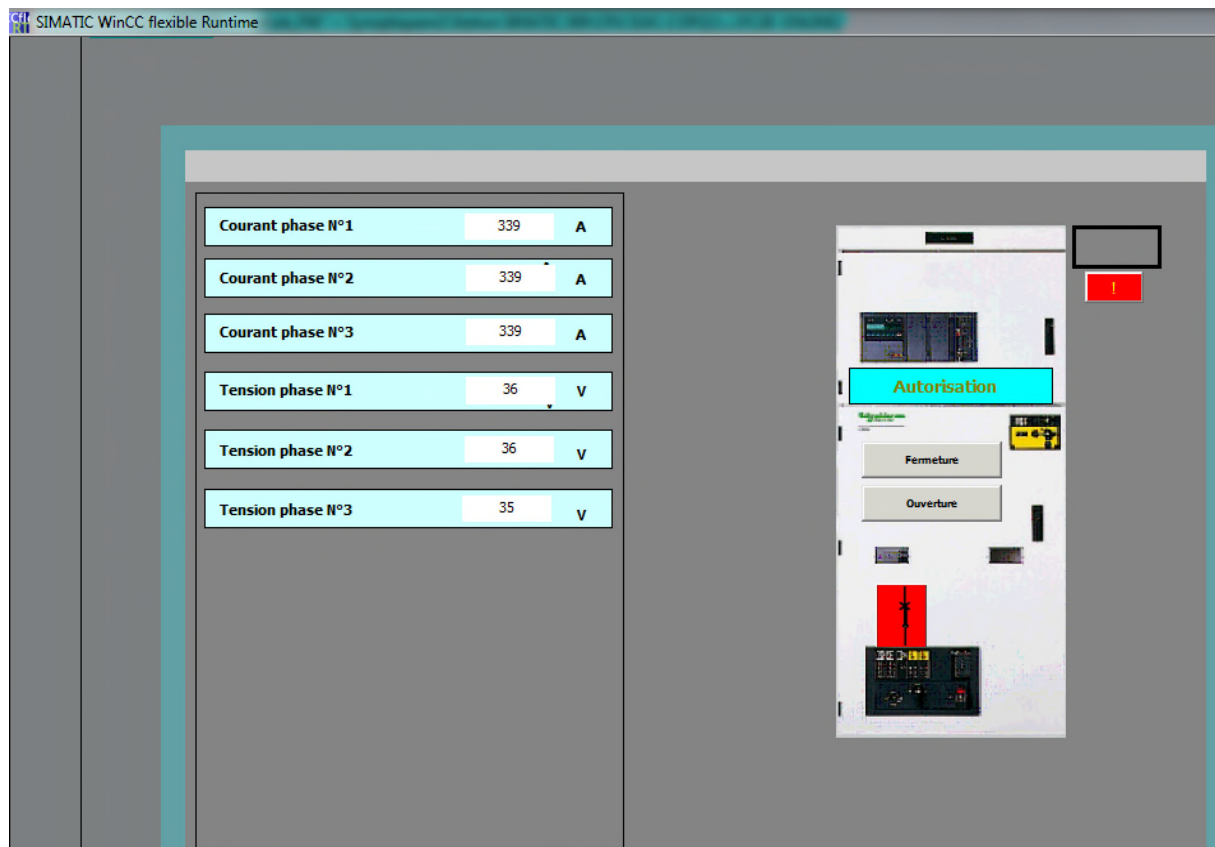 SIMATIC WinCC flexible Runtime
Courant phase N°1 339 A
Courant phase N°2 339 A
Courant phase N°3 339 A
Tension phase N°1 36 V
Tension phase N°2 36 V
Tension phase N°3 35 V
!
Autorisation
Fermeture
Ouverture